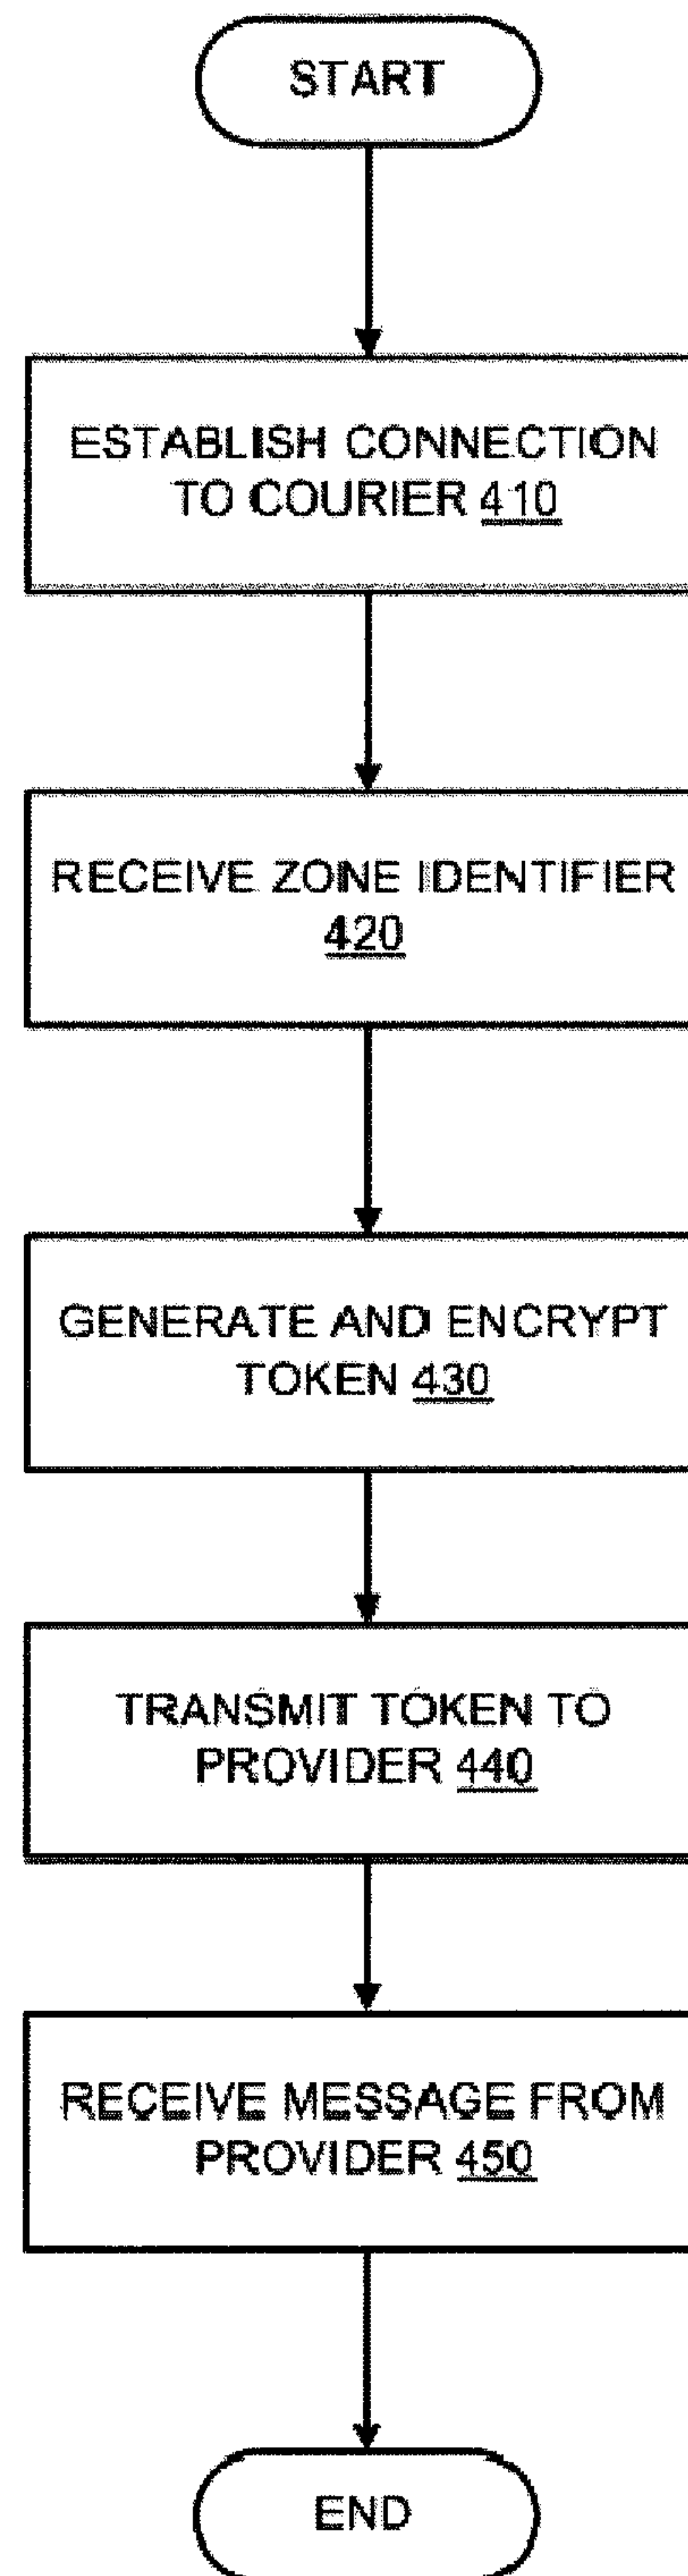 START
ESTABLISH CONNECTION
TO COURIER 410
RECEIVE ZONE IDENTIFIER
420
GENERATE AND ENCRYPT
TOKEN 430
TRANSMIT TOKEN TO
PROVIDER 440
RECEIVE MESSAGE FROM
PROVIDER 450
END